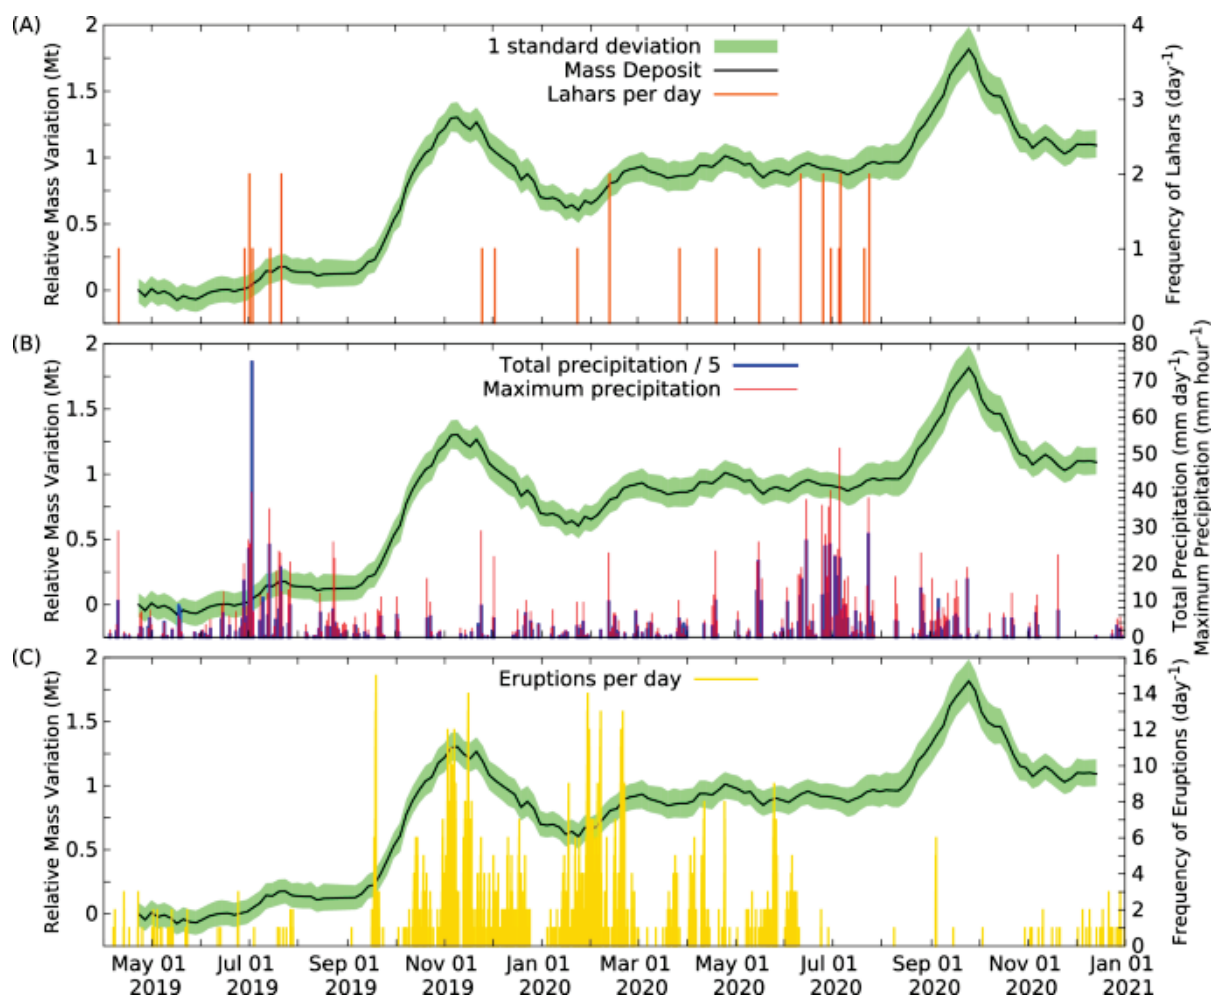 (A)
Relative Mass Variation (Mt)
2
1.5
1
0.5
0
1 standard deviation
Mass Deposit
Lahars per day
4
3
2
1
0
Frequency of Lahars (day-1)
(B)
Relative Mass Variation (Mt)
2
1.5
1
0.5
0
Total precipitation / 5
Maximum precipitation
80
70
60
50
40
30
20
10
0
Total Precipitation (mm day-1)
Maximum Precipitation (mm hour-1)
(C)
Relative Mass Variation (Mt)
2
1.5
1
0.5
0
Eruptions per day
16
14
12
10
8
6
4
2
0
Frequency of Eruptions (day-1)
May 01 Jul 01 Sep 01 Nov 01 Jan 01 Mar 01 May 01 Jul 01 Sep 01 Nov 01 Jan 01
2019 2019 2019 2019 2020 2020 2020 2020 2020 2020 2021